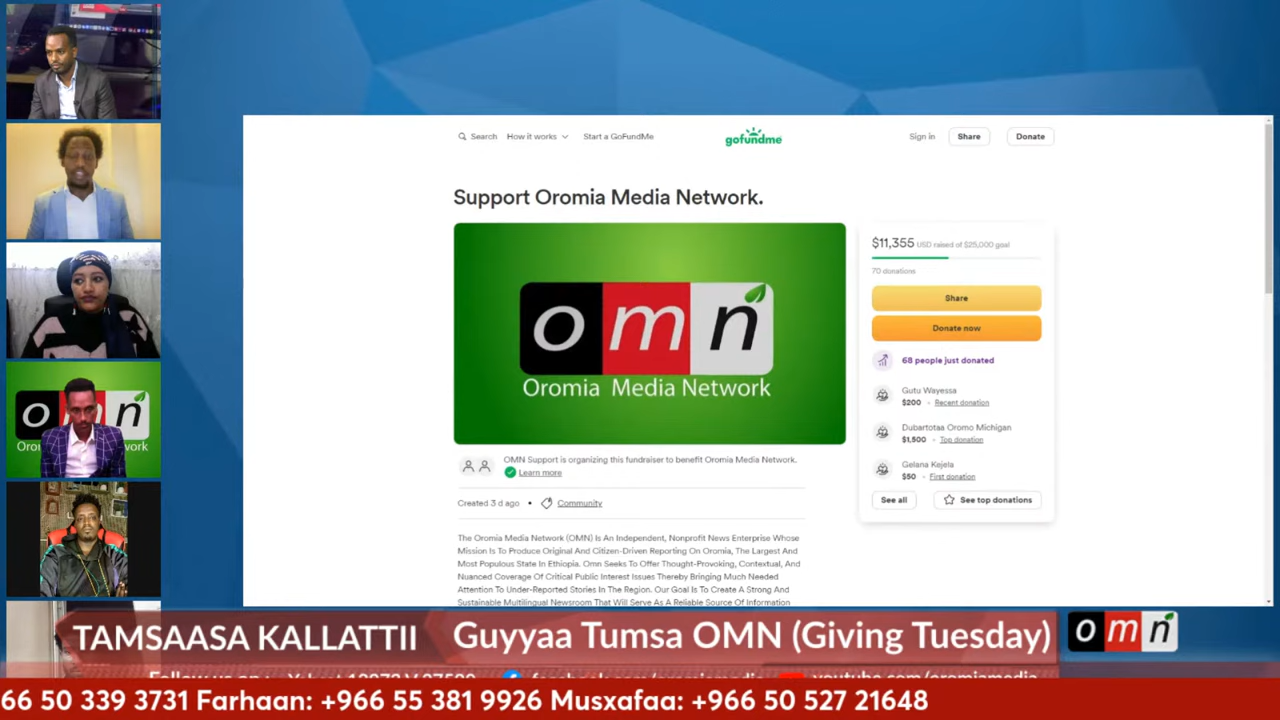 Search How it works Start a GoFundMe gofundme Sign in Share Donate
Support Oromia Media Network.
omn
Oromia Media Network
$11,355 USD raised of $25,000 goal
70 donations
Share
Donate now
68 people just donated
Gutu Wayessa
$200 • Recent donation
Dubartotaa Oromo Michigan
$1,500 • Top donation
Gelana Kejela
$50 • First donation
See all See top donations
OMN Support is organizing this fundraiser to benefit Oromia Media Network.
Learn more
Created 3 d ago • Community
The Oromia Media Network (OMN) Is An Independent, Nonprofit News Enterprise Whose
Mission Is To Produce Original And Citizen-Driven Reporting On Oromia, The Largest And
Most Populous State In Ethiopia. Omn Seeks To Offer Thought-Provoking, Contextual, And
Nuanced Coverage Of Critical Public Interest Issues Thereby Bringing Much Needed
Attention To Under-Reported Stories In The Region. Our Goal Is To Create A Strong And
Sustainable Multilingual Newsroom That Will Serve As A Reliable Source Of Information
TAMSAASA KALLATTII Guyyaa Tumsa OMN (Giving Tuesday) omn
66 50 339 3731 Farhaan: +966 55 381 9926 Musxafaa: +966 50 527 21648